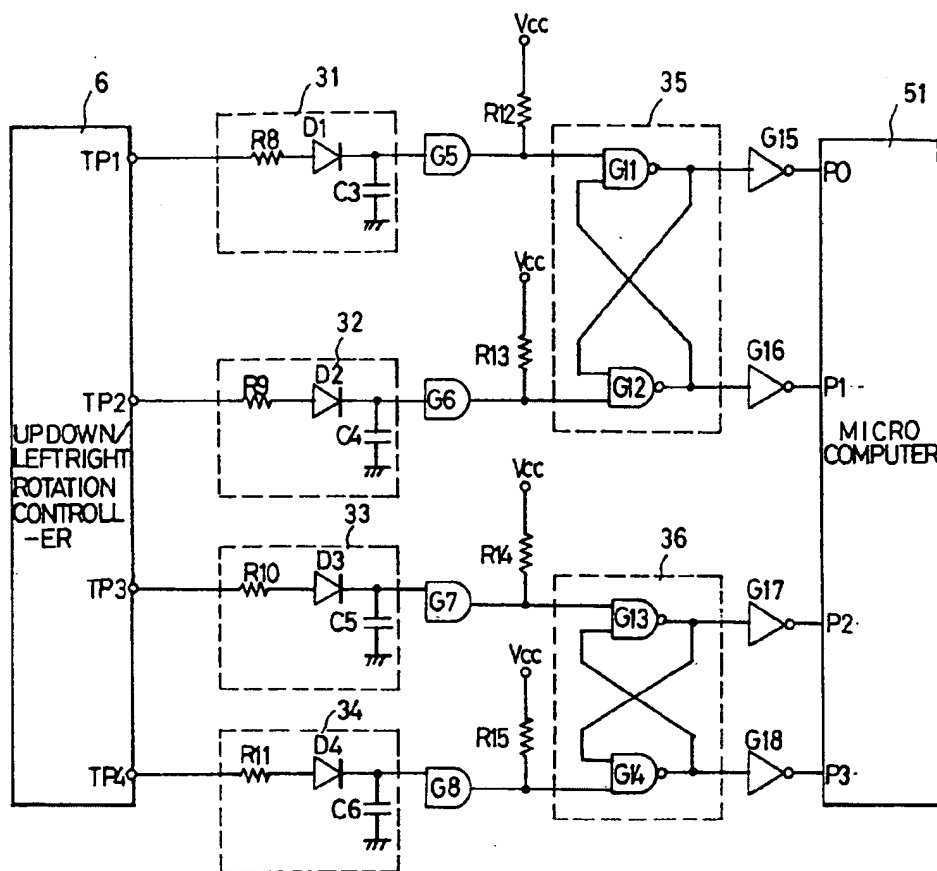 Vcc
6
31
35
51
R8
D1
R12
G15
TP1
G5
G11
P0
C3
Vcc
32
R13
G16
R9
D2
TP2
G6
G12
P1
C4
UPDOWN/
LEFTRIGHT
ROTATION
CONTROLL
-ER
MICRO
COMPUTER
Vcc
33
R14
36
R10
D3
G17
TP3
G7
G13
P2
C5
Vcc
34
R11
D4
R15
G18
TP4
G8
G14
P3
C6